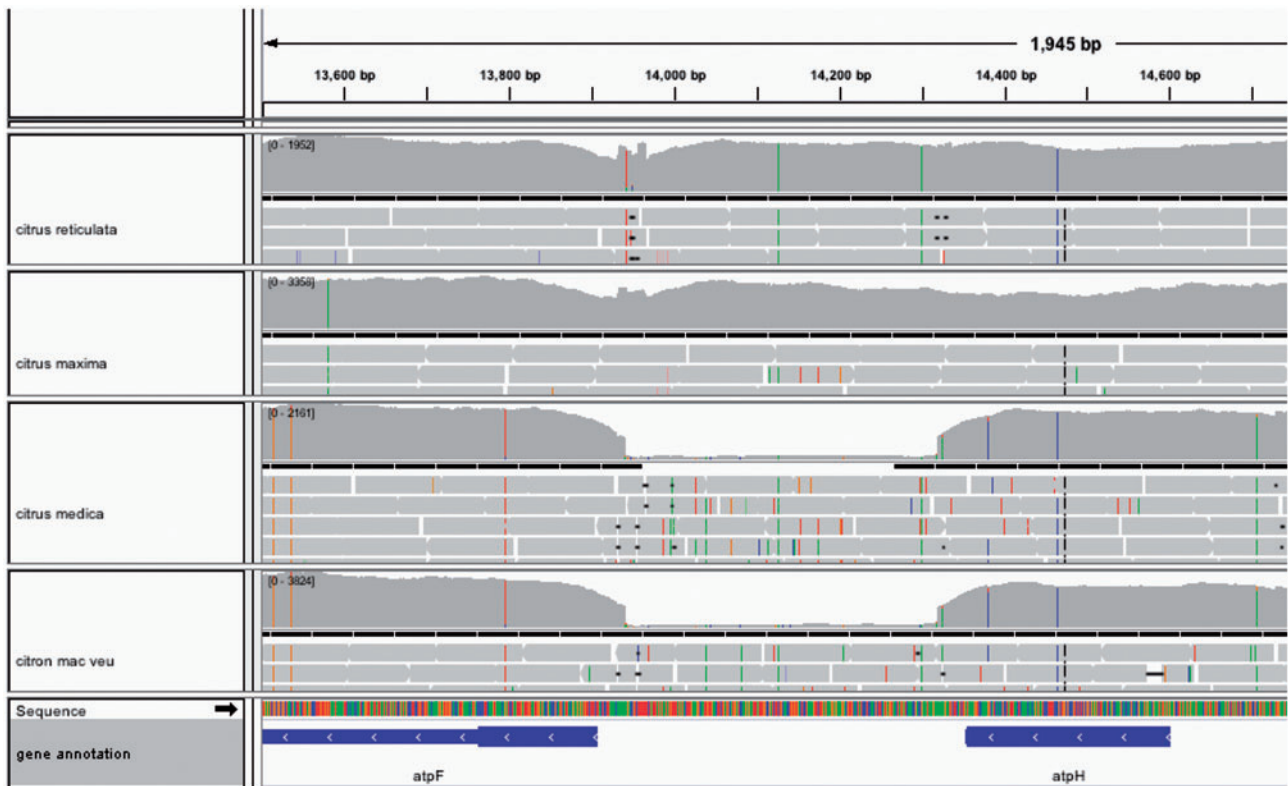 1,945 bp
13,600 bp 13,800 bp 14,000 bp 14,200 bp 14,400 bp 14,600 bp
[0 - 1952]
citrus reticulata
[0 - 3358]
citrus maxima
[0 - 2161]
citrus medica
[0 - 3824]
citron mac veu
Sequence
gene annotation
atpF atpH